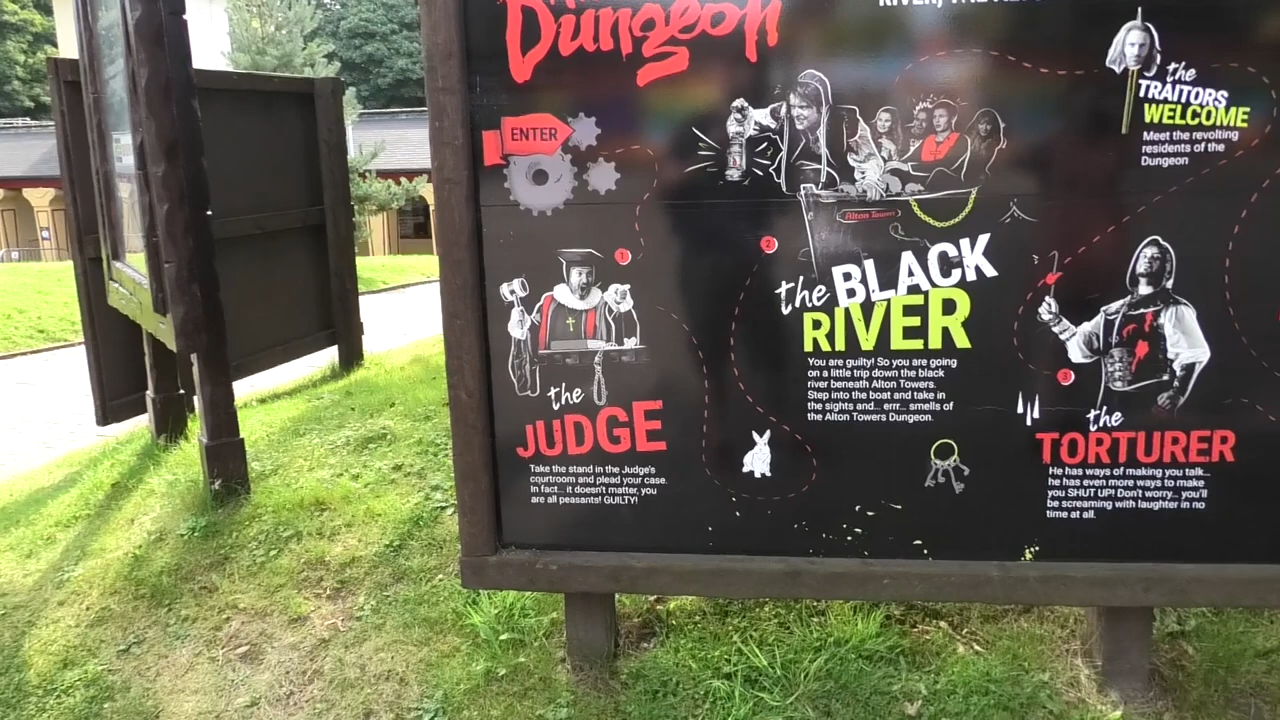 Dungeon
ENTER
the
TRAITORS
WELCOME
Meet the revolting
residents of the
Dungeon
Alton Towers
1
the
JUDGE
Take the stand in the Judge's
courtroom and plead your case.
In fact... it doesn't matter, you
are all peasants! GUILTY!
2
the BLACK
RIVER
You are guilty! So you are going
on a little trip down the black
river beneath Alton Towers.
Step into the boat and take in
the sights and... errr... smells of
the Alton Towers Dungeon.
3
the
TORTURER
He has ways of making you talk...
he has even more ways to make
you SHUT UP! Don't worry... you'll
be screaming with laughter in no
time at all.